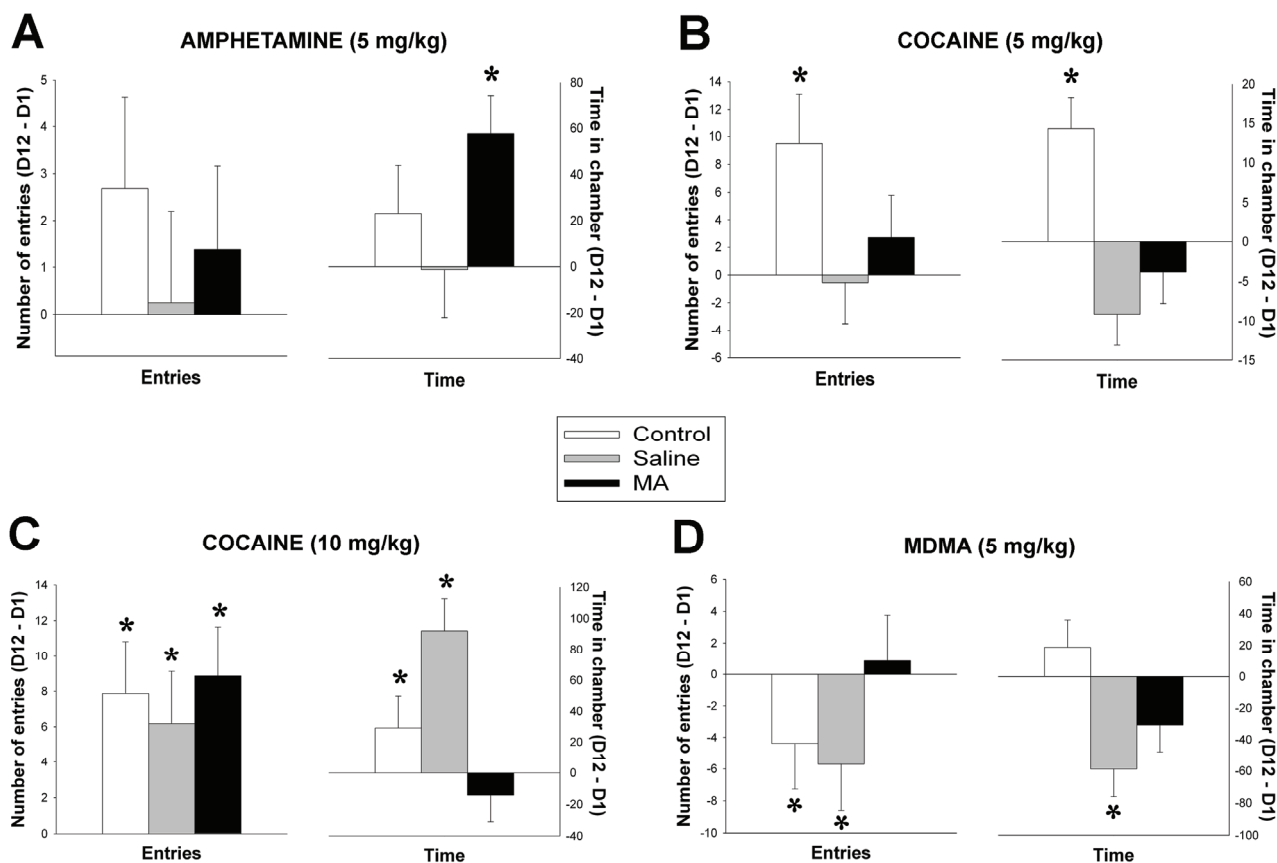 A
AMPHETAMINE (5 mg/kg)
Number of entries (D12 - D1)
5
4
3
2
1
0
Entries
*
80
60
40
20
0
-20
-40
Time in chamber (D12 - D1)
Time
B
COCAINE (5 mg/kg)
Number of entries (D12 - D1)
14
12
10
8
6
4
2
0
-2
-4
-6
*
Entries
*
20
15
10
5
0
-5
-10
-15
Time in chamber (D12 - D1)
Time
Control
Saline
MA
C
COCAINE (10 mg/kg)
Number of entries (D12 - D1)
14
12
10
8
6
4
2
0
* * *
Entries
* *
120
100
80
60
40
20
0
-20
-40
Time in chamber (D12 - D1)
Time
D
MDMA (5 mg/kg)
Number of entries (D12 - D1)
6
4
2
0
-2
-4
-6
-8
-10
* *
Entries
*
60
40
20
0
-20
-40
-60
-80
-100
Time in chamber (D12 - D1)
Time